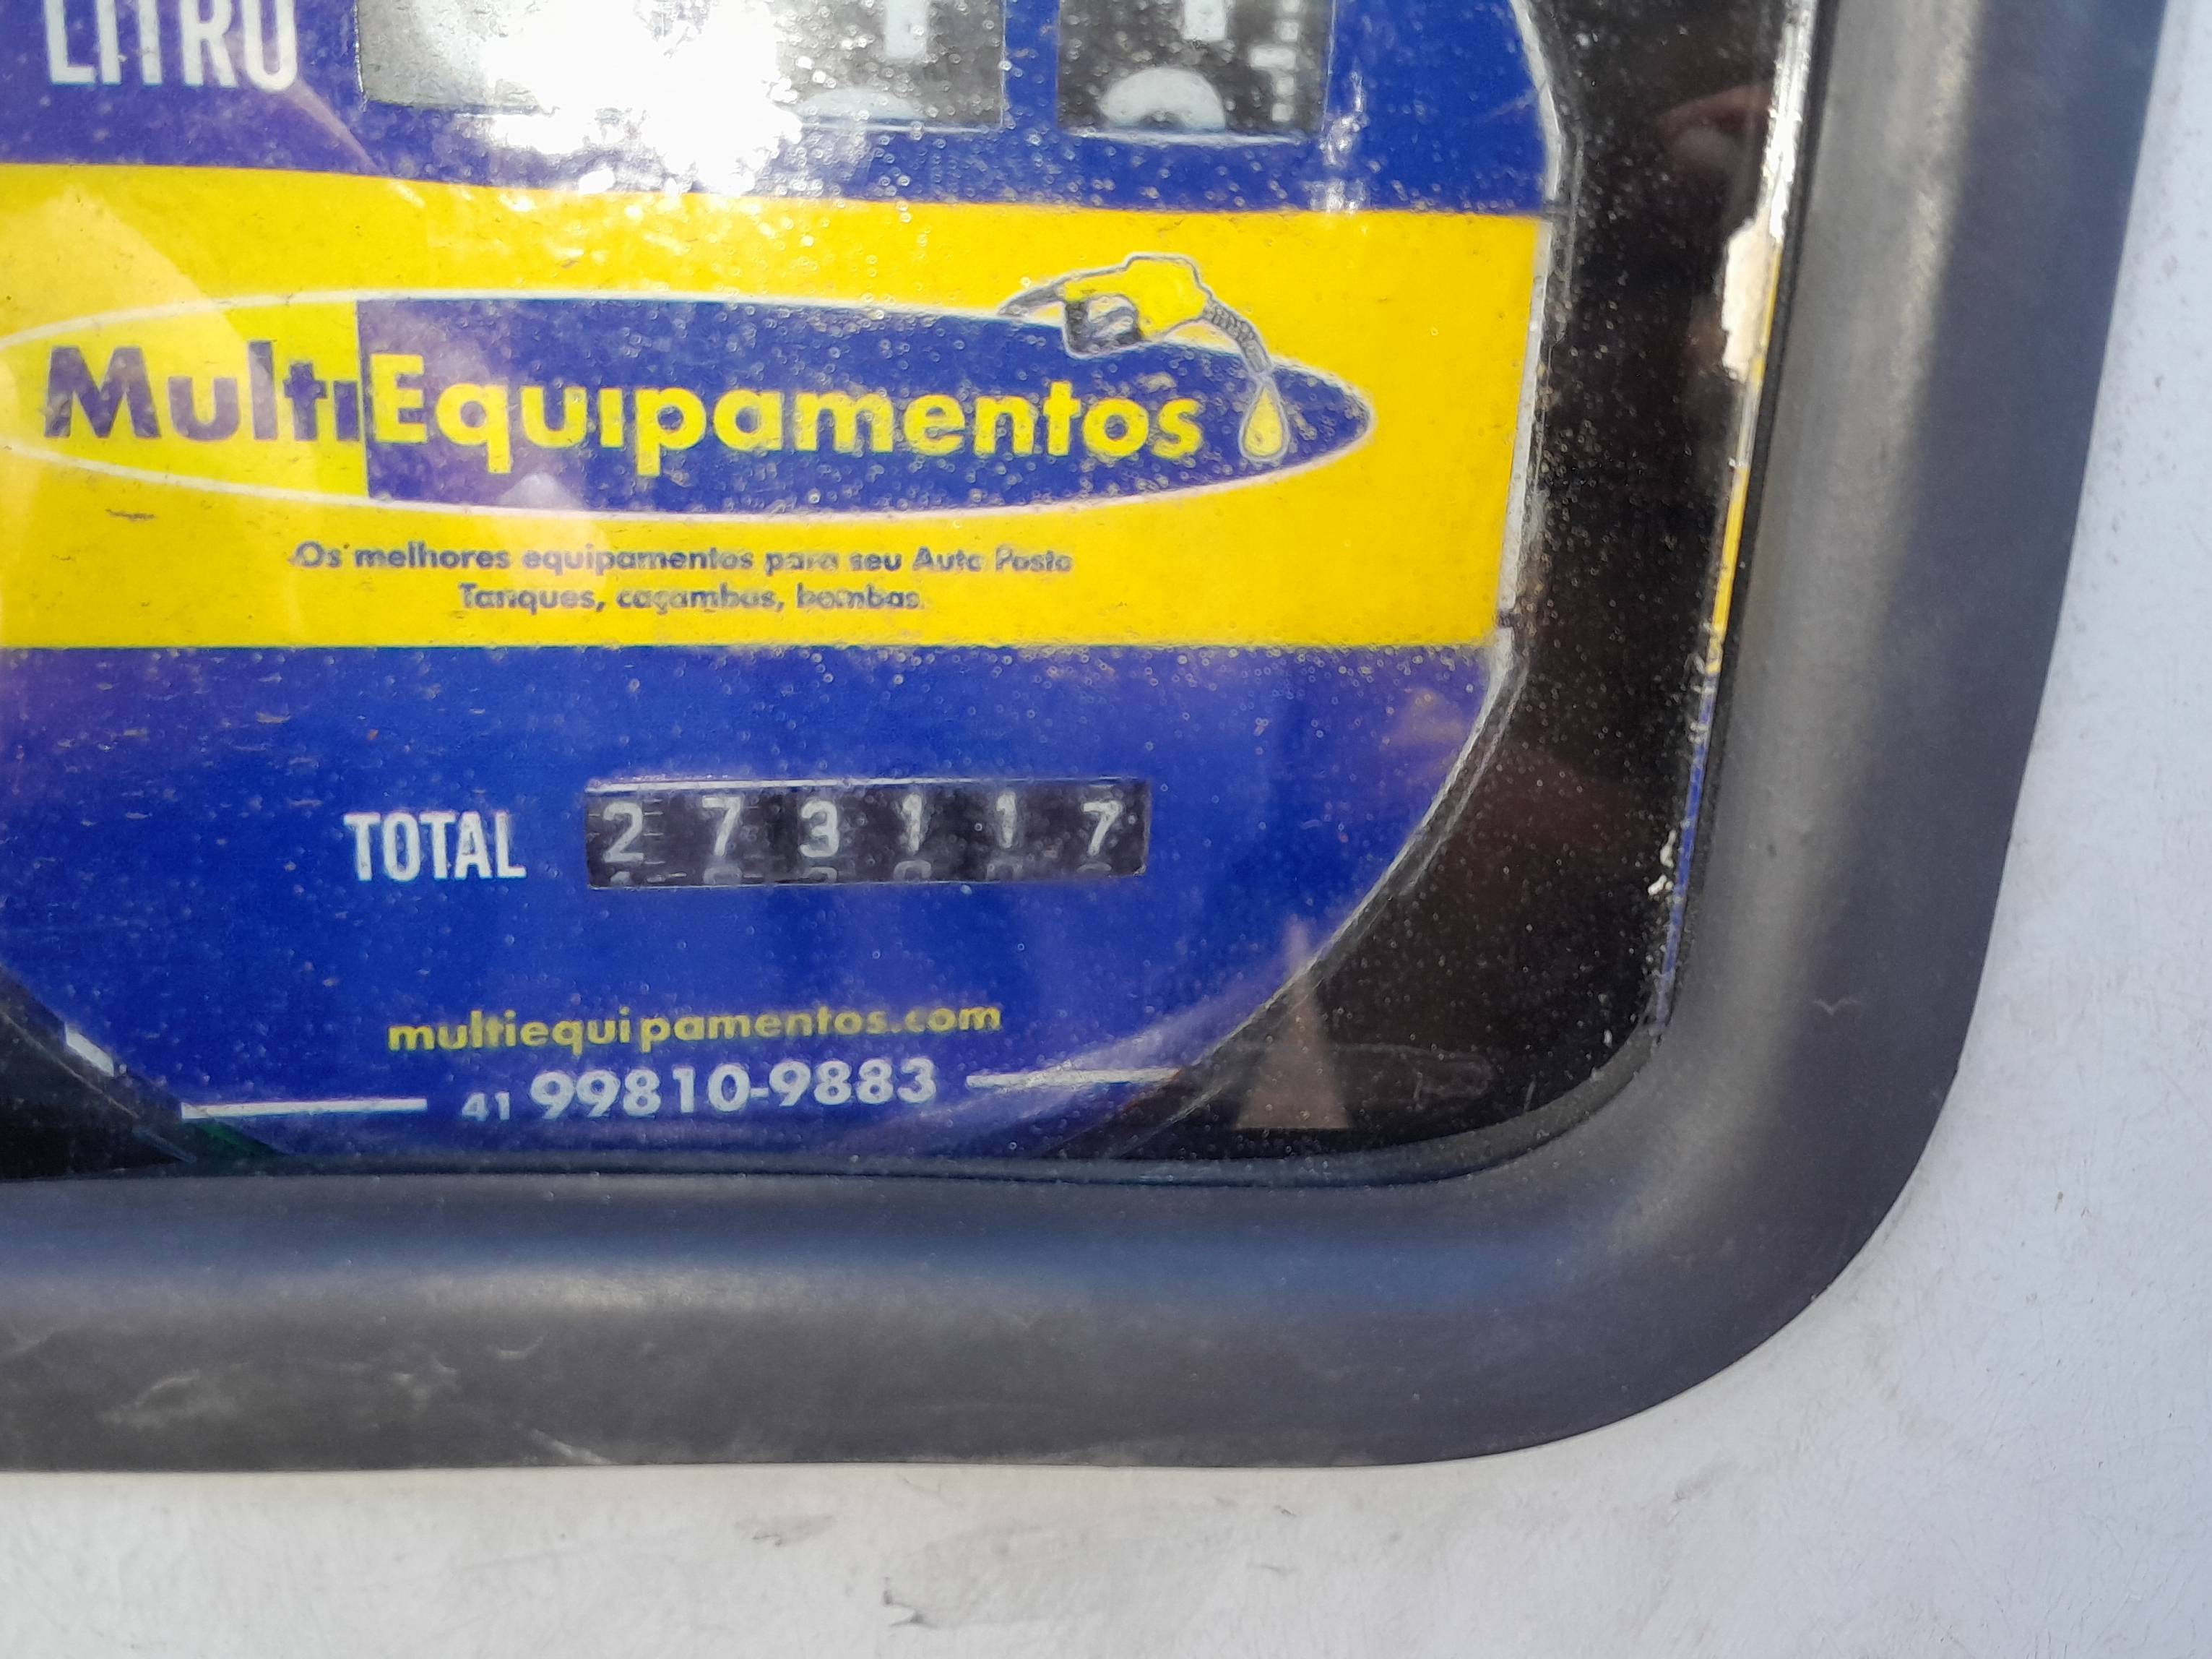 LITRO
MultiEquipamentos
Os melhores equipamentos para seu Auto Posto
Tanques, caçambas, bombas.
TOTAL 273117
multiequipamentos.com
41 99810-9883